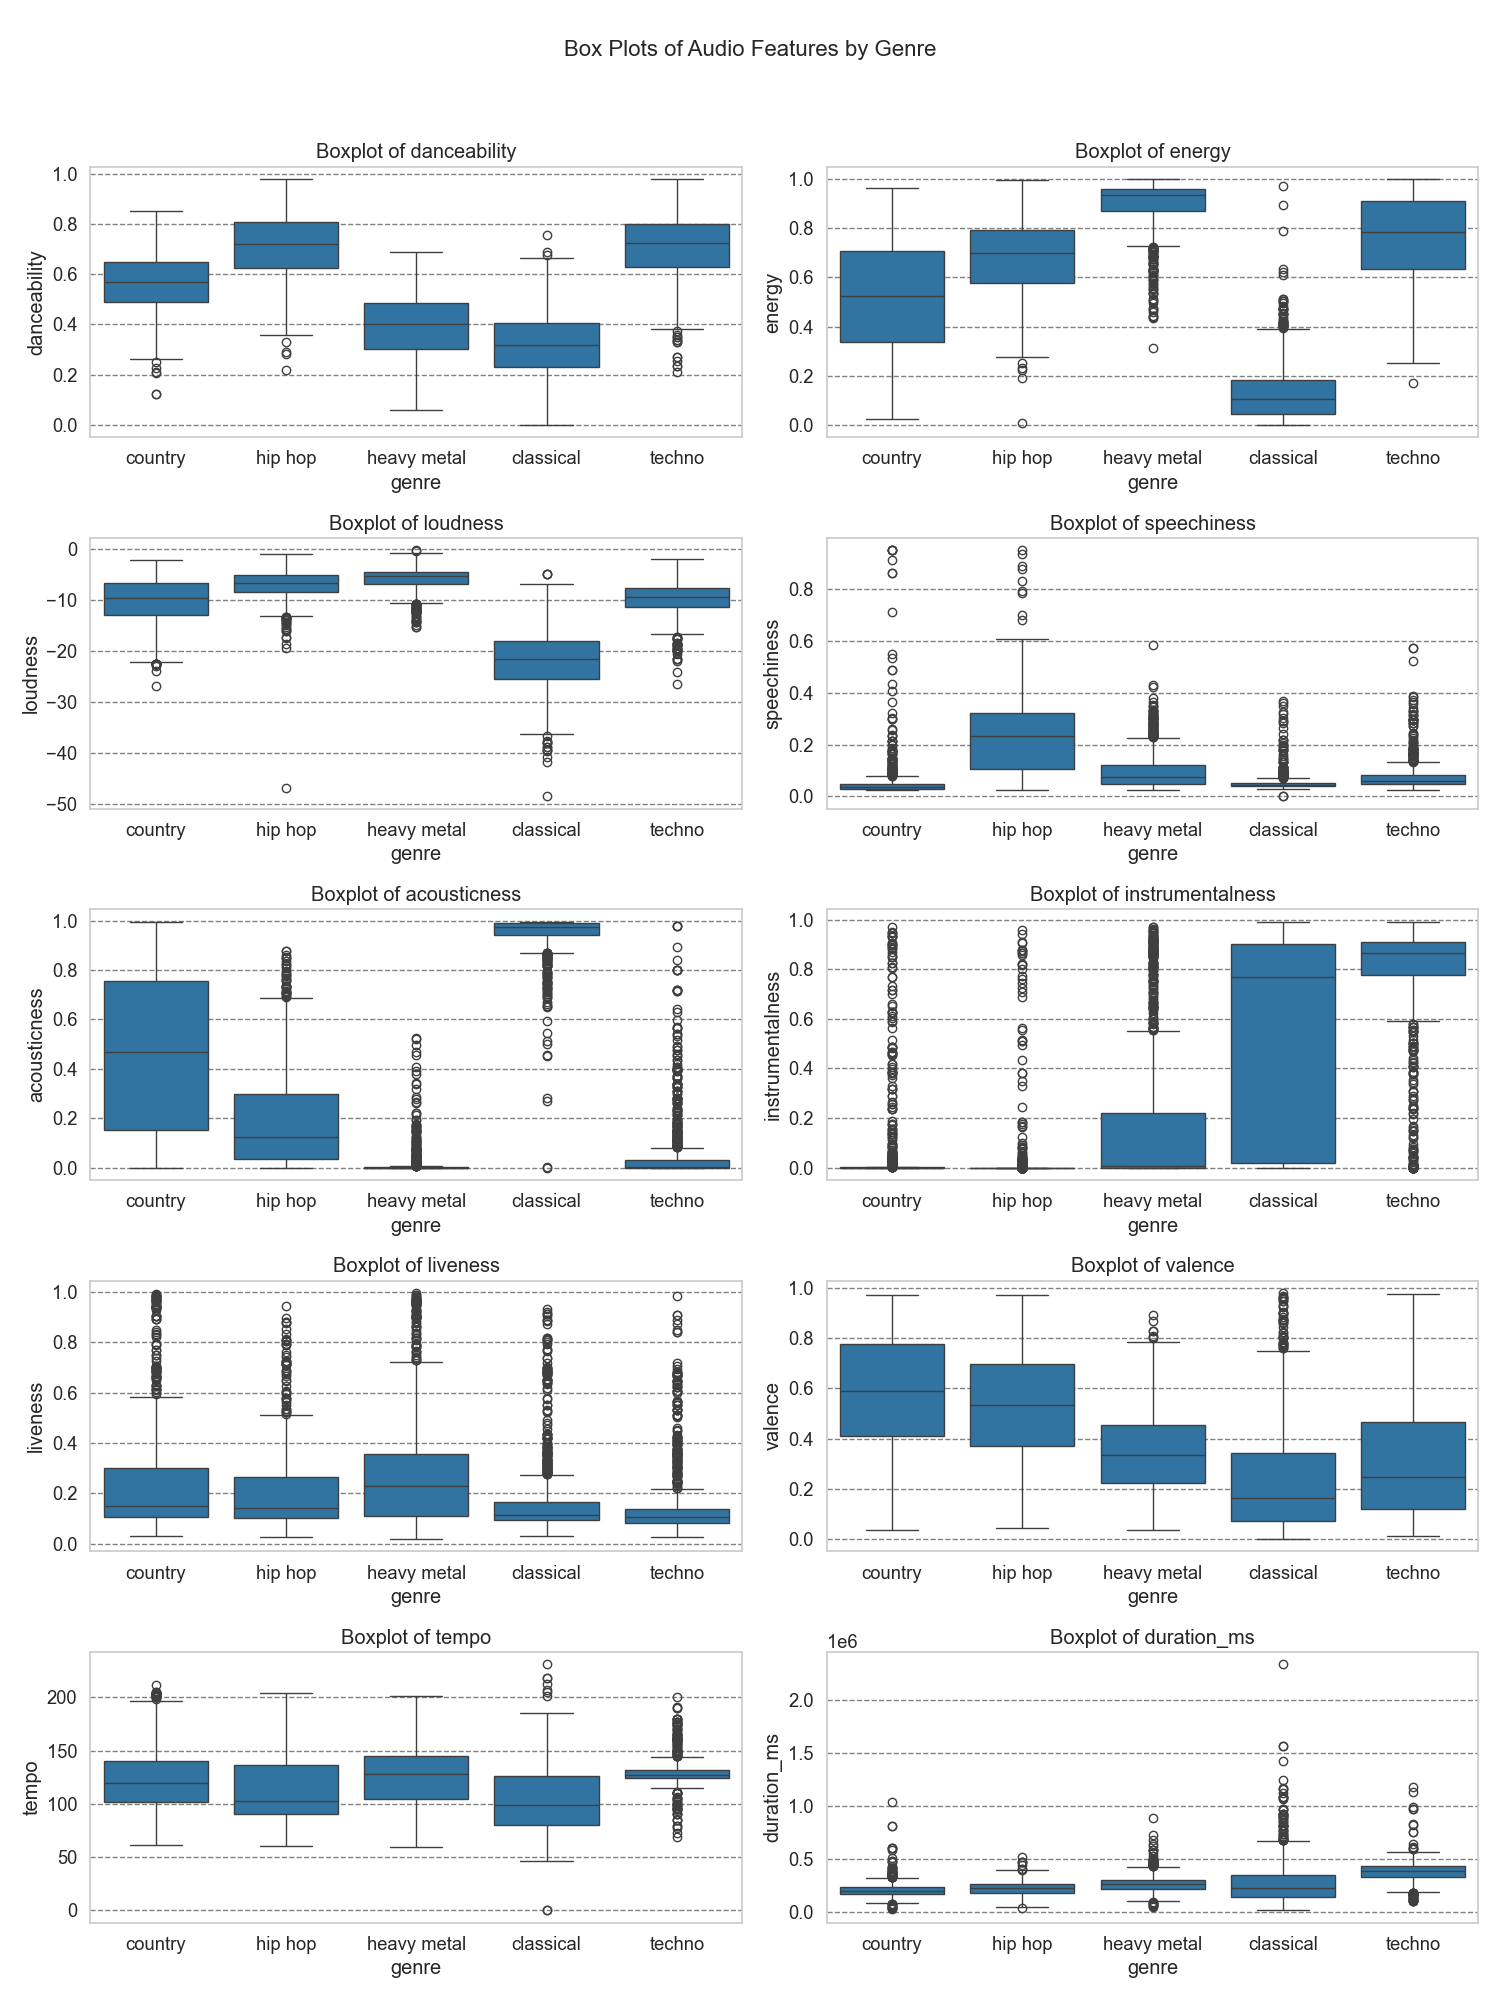 Box Plots of Audio Features by Genre
Boxplot of danceability
1.0
0.8
0.6
0.4
0.2
0.0
danceability
country hip hop heavy metal classical techno
genre
Boxplot of energy
1.0
0.8
0.6
0.4
0.2
0.0
energy
country hip hop heavy metal classical techno
genre
Boxplot of loudness
0
−10
−20
−30
−40
−50
loudness
country hip hop heavy metal classical techno
genre
Boxplot of speechiness
0.8
0.6
0.4
0.2
0.0
speechiness
country hip hop heavy metal classical techno
genre
Boxplot of acousticness
1.0
0.8
0.6
0.4
0.2
0.0
acousticness
country hip hop heavy metal classical techno
genre
Boxplot of instrumentalness
1.0
0.8
0.6
0.4
0.2
0.0
instrumentalness
country hip hop heavy metal classical techno
genre
Boxplot of liveness
1.0
0.8
0.6
0.4
0.2
0.0
liveness
country hip hop heavy metal classical techno
genre
Boxplot of valence
1.0
0.8
0.6
0.4
0.2
0.0
valence
country hip hop heavy metal classical techno
genre
Boxplot of tempo
200
150
100
50
0
tempo
country hip hop heavy metal classical techno
genre
Boxplot of duration_ms
1e6
2.0
1.5
1.0
0.5
0.0
duration_ms
country hip hop heavy metal classical techno
genre